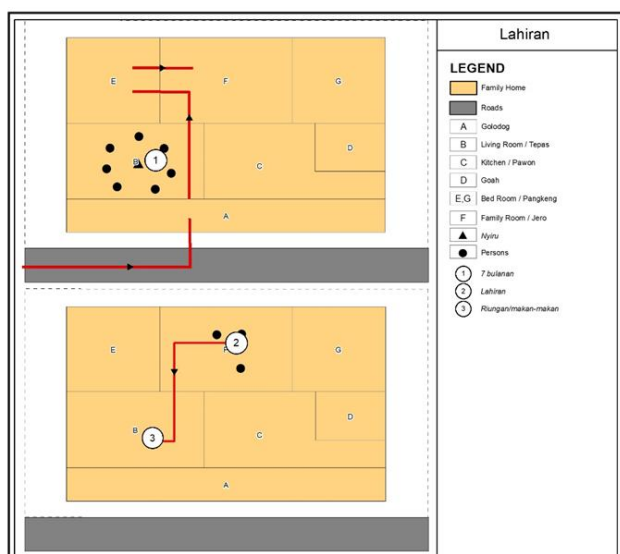 Lahiran
LEGEND
Family Home
Roads
A Golodog
B Living Room / Tepas
C Kitchen / Pawon
D Goah
E,G Bed Room / Pangkeng
F Family Room / Jero
Nyiru
Persons
1 7 bulanan
2 Lahiran
3 Riungan/makan-makan
E F G
B 1 C D
A
E F 2 G
B 3 C D
A